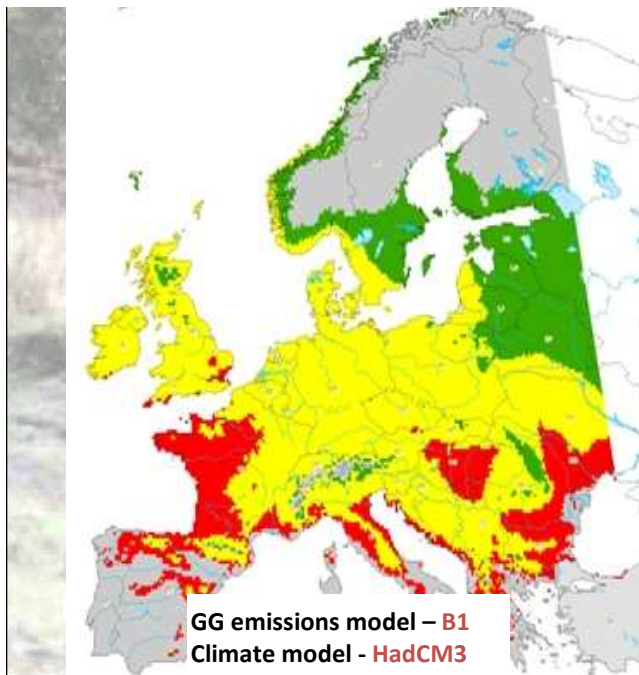 GG emissions model – B1
Climate model - HadCM3